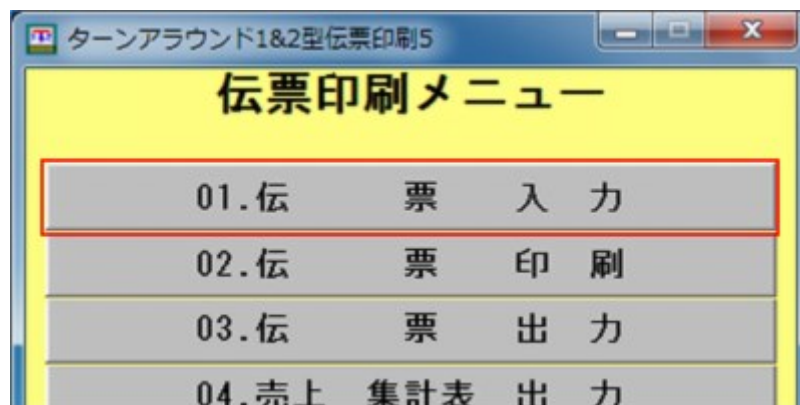 ターンアラウンド1&2型伝票印刷5
伝票印刷メニュー
01.伝　　票　入　力
02.伝　　票　印　刷
03.伝　　票　出　力
04.売上　集計表　出　力